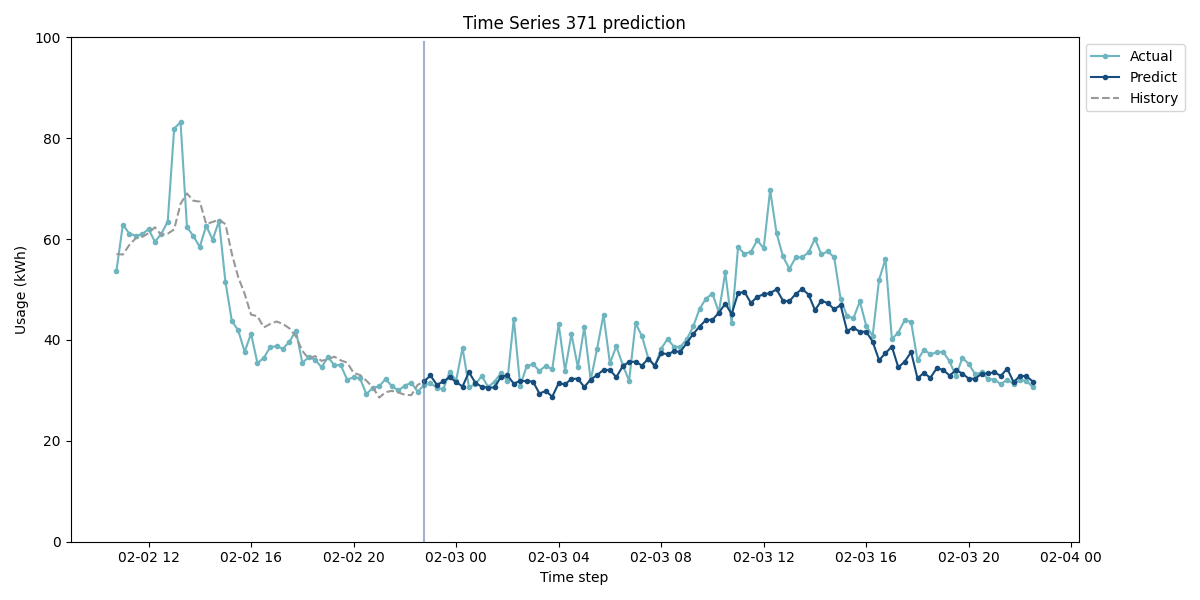 Time Series 371 prediction
100
80
60
40
20
0
Usage (kWh)
02-02 12
02-02 16
02-02 20
02-03 00
02-03 04
02-03 08
02-03 12
02-03 16
02-03 20
02-04 00
Time step
Actual
Predict
History